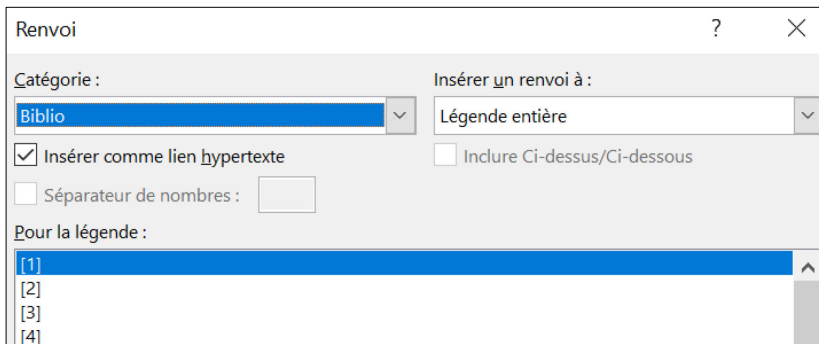 Renvoi
Catégorie :
Insérer un renvoi à :
Biblio
Légende entière
Insérer comme lien hypertexte
Inclure Ci-dessus/Ci-dessous
Séparateur de nombres :
Pour la légende :
[1]
[2]
[3]
[4]